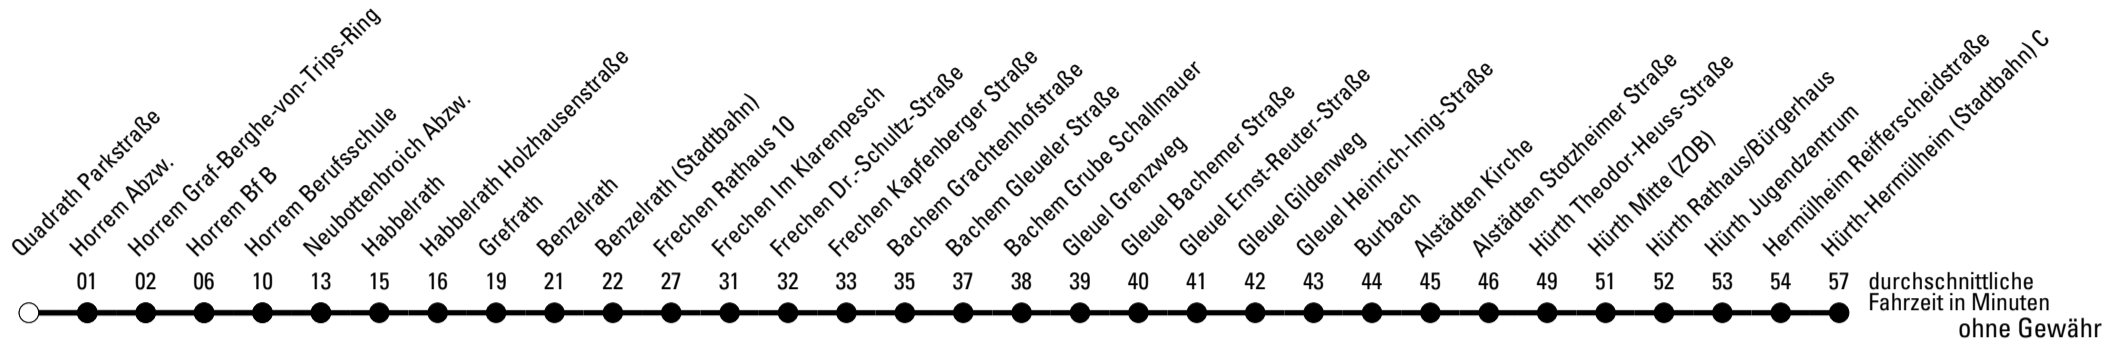 Quadrath Parkstraße
Horrem Abzw.
Horrem Graf-Berghe-von-Trips-Ring
Horrem Bf B
Horrem Berufsschule
Neubottenbroich Abzw.
Habbelrath
Habbelrath Holzhausenstraße
Grefrath
Benzelrath
Benzelrath (Stadtbahn)
Frechen Rathaus 10
Frechen Im Klarenpesch
Frechen Dr.-Schultz-Straße
Frechen Kapfenberger Straße
Bachem Grachtenhofstraße
Bachem Gleueler Straße
Bachem Grube Schallmauer
Gleuel Grenzweg
Gleuel Bachemer Straße
Gleuel Ernst-Reuter-Straße
Gleuel Gildenweg
Gleuel Heinrich-Imig-Straße
Burbach
Alstädten Kirche
Alstädten Stotzheimer Straße
Hürth Theodor-Heuss-Straße
Hürth Mitte (ZOB)
Hürth Rathaus/Bürgerhaus
Hürth Jugendzentrum
Hermülheim Reifferscheidstraße
Hürth-Hermülheim (Stadtbahn) C
01 02 06 10 13 15 16 19 21 22 27 31 32 33 35 37 38 39 40 41 42 43 44 45 46 49 51 52 53 54 57 durchschnittliche
Fahrzeit in Minuten
ohne Gewähr